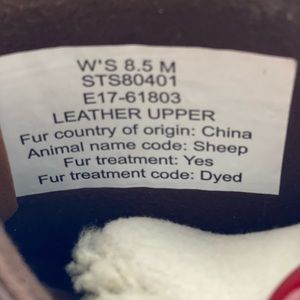 W'S 8.5 M
STS80401
E17-61803
LEATHER UPPER
Fur country of origin: China
Animal name code: Sheep
Fur treatment: Yes
Fur treatment code: Dyed